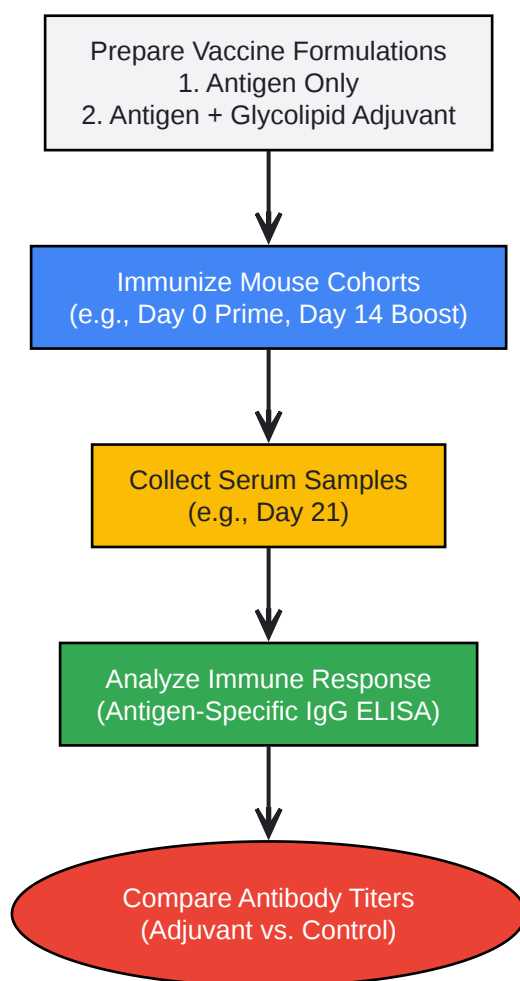 Prepare Vaccine Formulations
1. Antigen Only
2. Antigen + Glycolipid Adjuvant
Immunize Mouse Cohorts
(e.g., Day 0 Prime, Day 14 Boost)
Collect Serum Samples
(e.g., Day 21)
Analyze Immune Response
(Antigen-Specific IgG ELISA)
Compare Antibody Titers
(Adjuvant vs. Control)